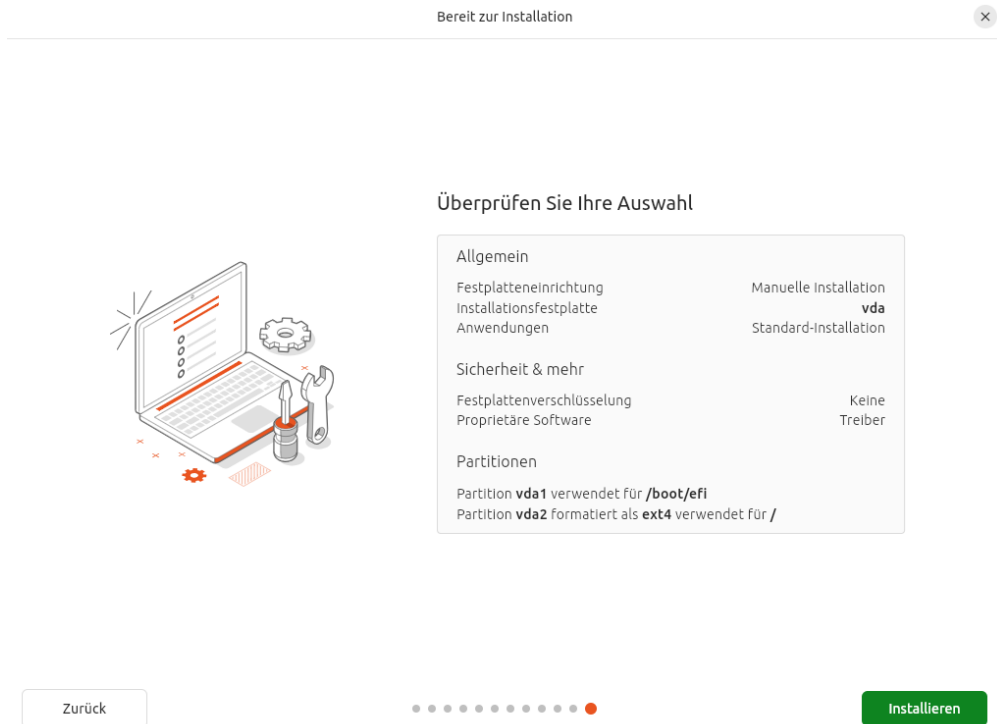 Bereit zur Installation
Überprüfen Sie Ihre Auswahl
Allgemein
Festplatteneinrichtung Manuelle Installation
Installationsfestplatte vda
Anwendungen Standard-Installation
Sicherheit & mehr
Festplattenverschlüsselung Keine
Proprietäre Software Treiber
Partitionen
Partition vda1 verwendet für /boot/efi
Partition vda2 formatiert als ext4 verwendet für /
Zurück Installieren